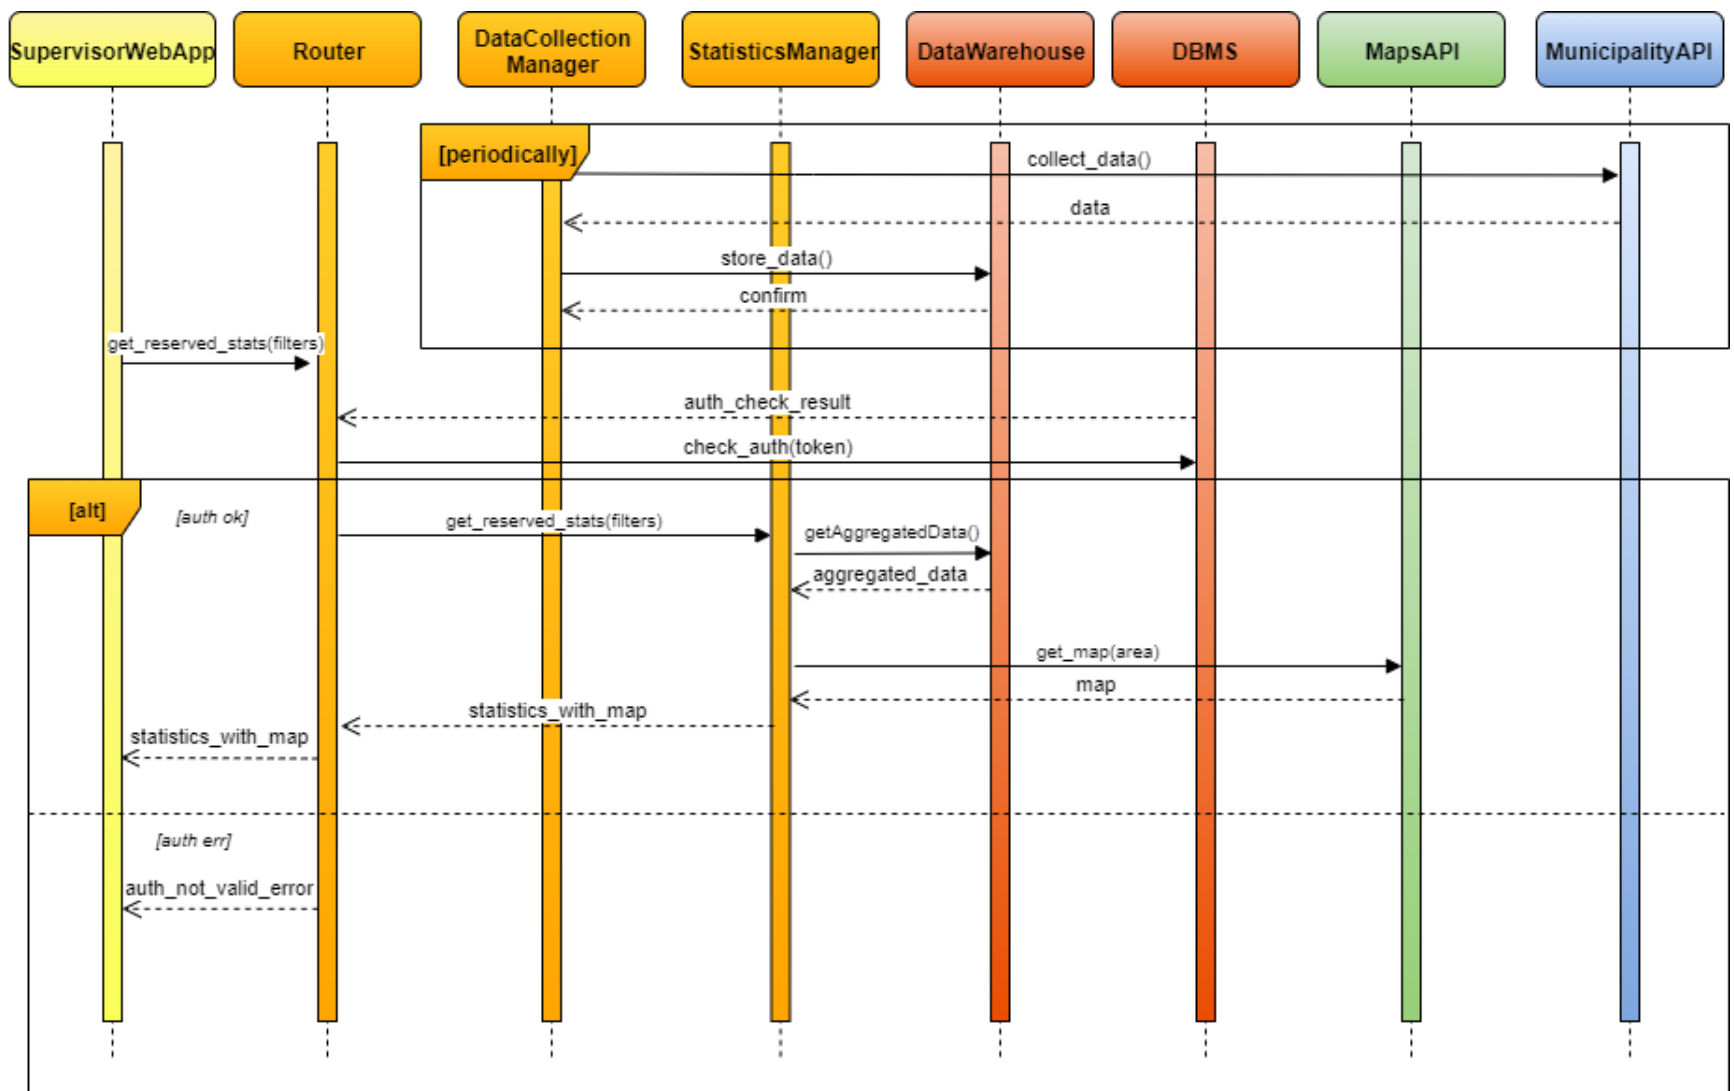 SupervisorWebApp
Router
DataCollection
Manager
StatisticsManager
DataWarehouse
DBMS
MapsAPI
MunicipalityAPI
[periodically]
collect_data()
data
store_data()
confirm
get_reserved_stats(filters)
auth_check_result
check_auth(token)
[alt]
[auth ok]
get_reserved_stats(filters)
getAggregatedData()
aggregated_data
get_map(area)
map
statistics_with_map
statistics_with_map
[auth err]
auth_not_valid_error